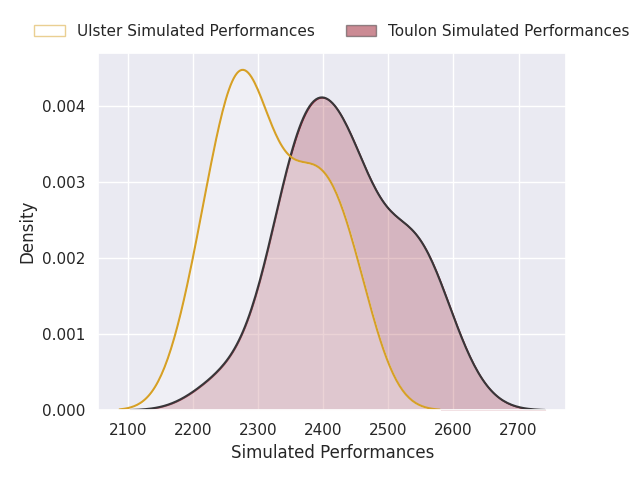 Ulster Simulated Performances
Toulon Simulated Performances
Density
0.004
0.003
0.002
0.001
0.000
2100 2200 2300 2400 2500 2600 2700
Simulated Performances